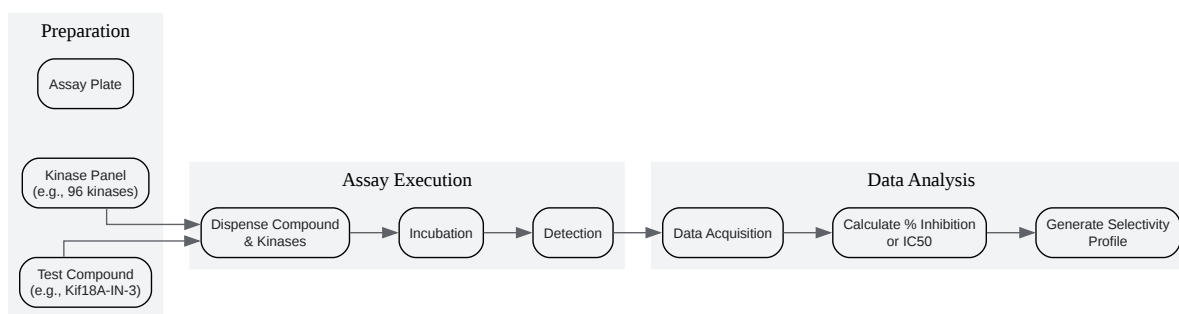 Preparation
Assay Plate
Kinase Panel
(e.g., 96 kinases)
Test Compound
(e.g., Kif18A-IN-3)
Assay Execution
Dispense Compound
& Kinases
Incubation
Detection
Data Analysis
Data Acquisition
Calculate % Inhibition
or IC50
Generate Selectivity
Profile